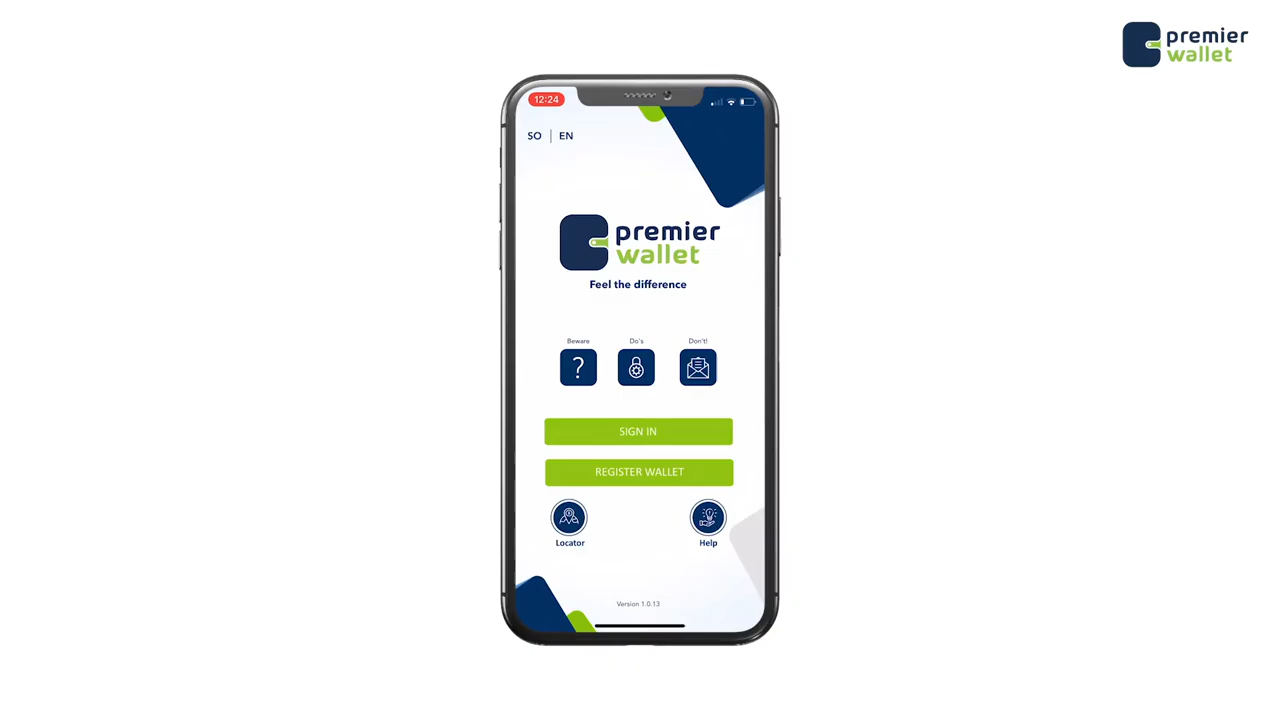 premier
wallet
12:24
SO | EN
premier
wallet
Feel the difference
Beware
Do's
Don't!
?
SIGN IN
REGISTER WALLET
Locator
Help
Version 1.0.13